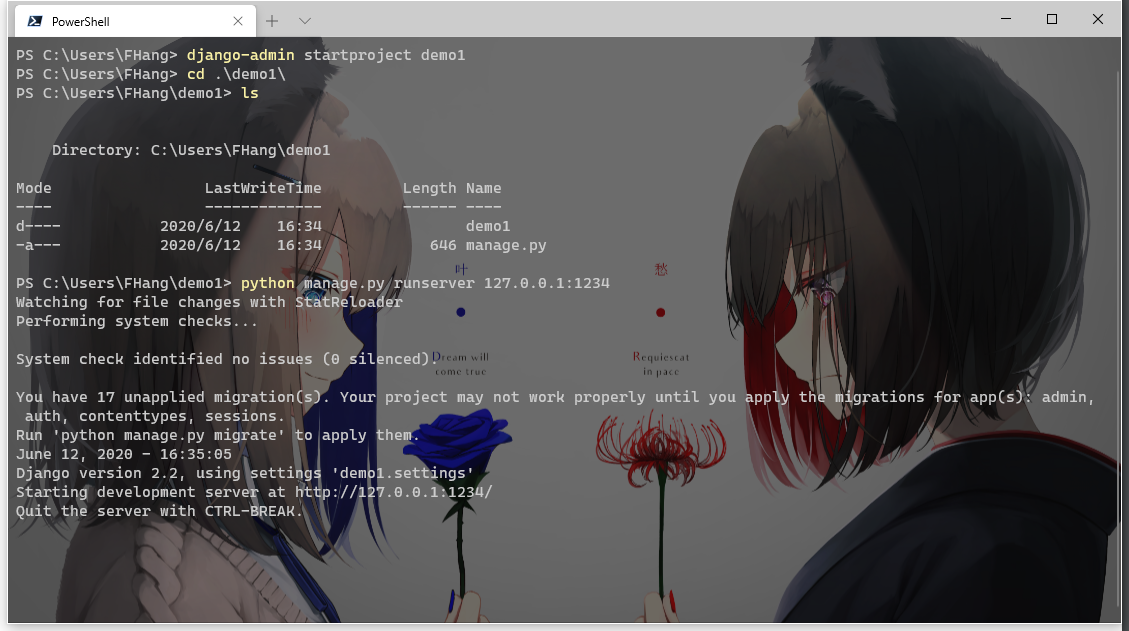 PowerShell
PS C:\Users\FHang> django-admin startproject demo1
PS C:\Users\FHang> cd .\demo1\
PS C:\Users\FHang\demo1> ls
Directory: C:\Users\FHang\demo1
Mode LastWriteTime Length Name
---- ------------- ------ ----
d---- 2020/6/12 16:34 demo1
-a--- 2020/6/12 16:34 646 manage.py
PS C:\Users\FHang\demo1> python manage.py runserver 127.0.0.1:1234
Watching for file changes with StatReloader
Performing system checks...
System check identified no issues (0 silenced).
You have 17 unapplied migration(s). Your project may not work properly until you apply the migrations for app(s): admin,
auth, contenttypes, sessions.
Run 'python manage.py migrate' to apply them.
June 12, 2020 - 16:35:05
Django version 2.2, using settings 'demo1.settings'
Starting development server at http://127.0.0.1:1234/
Quit the server with CTRL-BREAK.
叶
愁
Dream will
come true
Requiescat
in pace